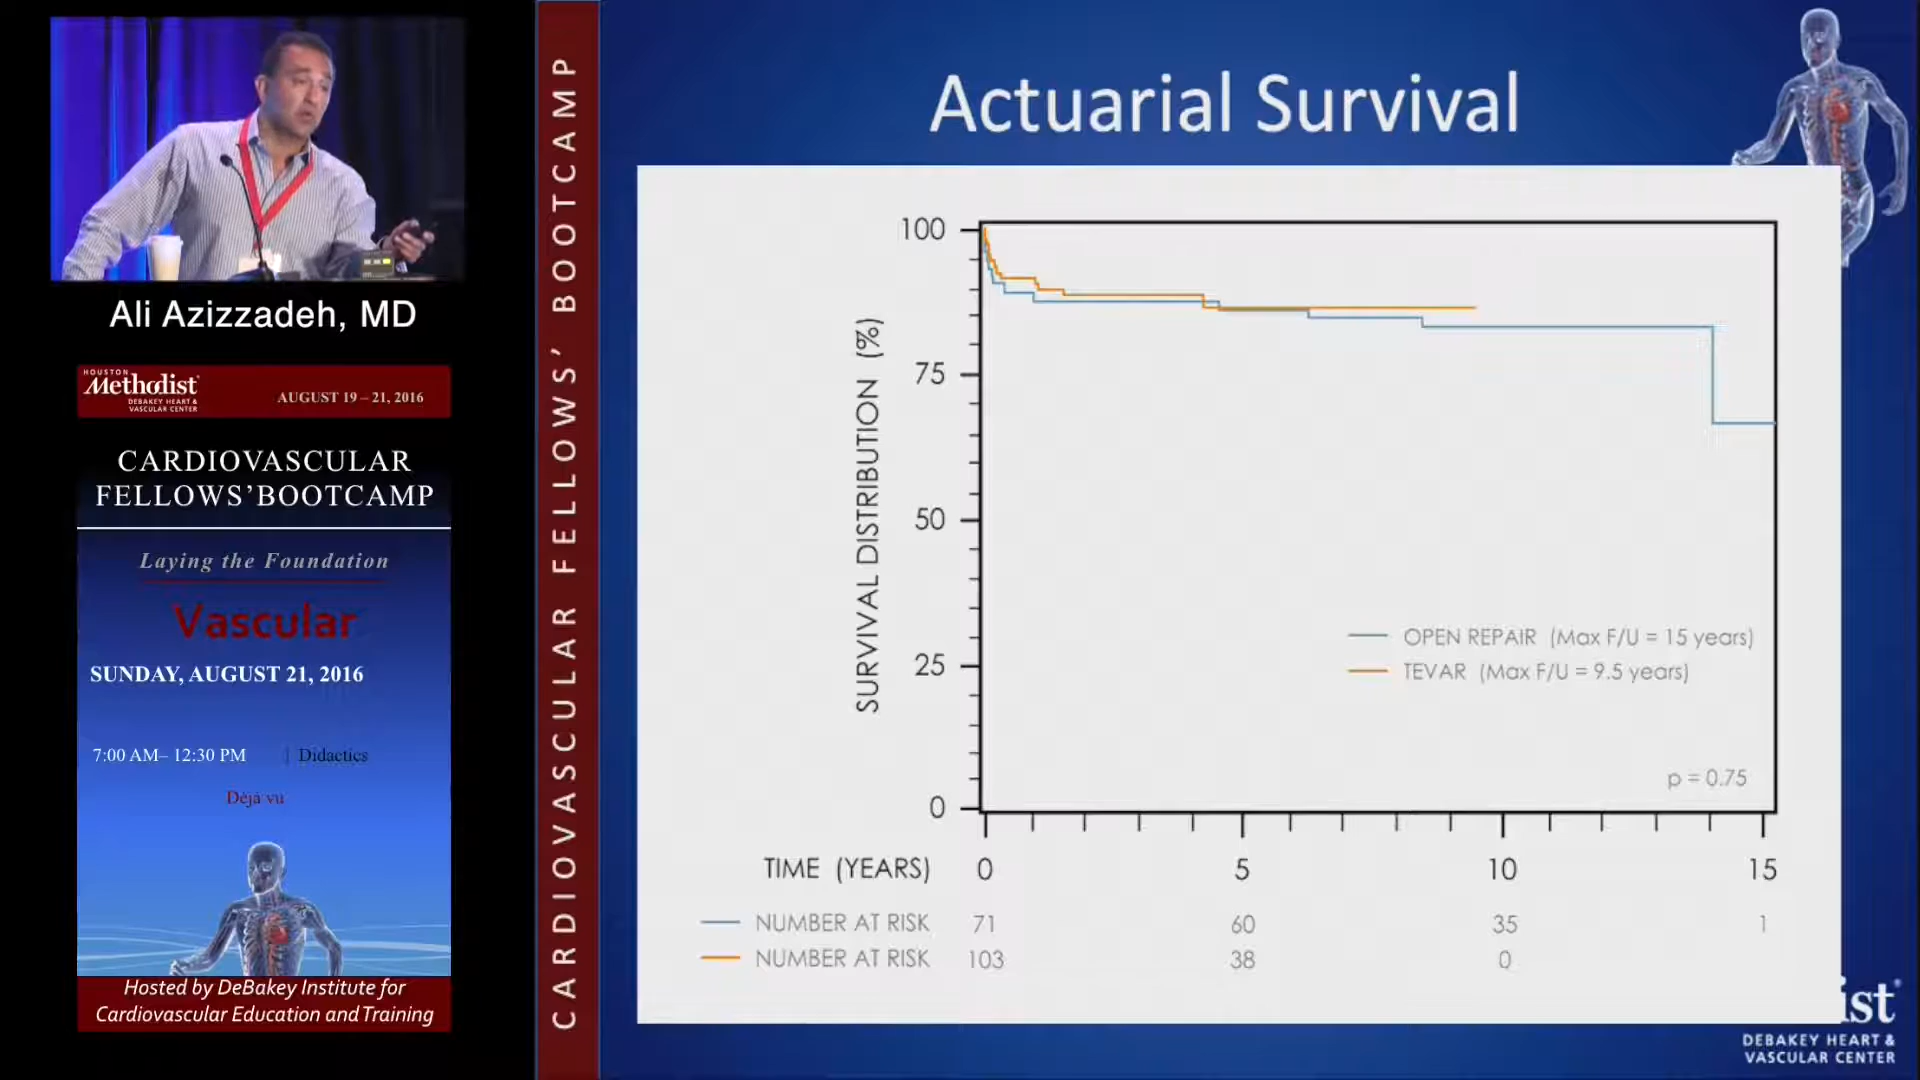 Ali Azizzadeh, MD
HOUSTON
Methodist
DEBAKEY HEART &
VASCULAR CENTER
AUGUST 19 – 21, 2016
CARDIOVASCULAR
FELLOWS’BOOTCAMP
Laying the Foundation
Vascular
SUNDAY, AUGUST 21, 2016
7:00 AM– 12:30 PM | Didactics
Déjà vu
Hosted by DeBakey Institute for
Cardiovascular Education and Training
CARDIOVASCULAR FELLOWS’ BOOTCAMP
Actuarial Survival
SURVIVAL DISTRIBUTION (%)
100
75
50
25
0
OPEN REPAIR (Max F/U = 15 years)
TEVAR (Max F/U = 9.5 years)
p = 0.75
TIME (YEARS) 0 5 10 15
NUMBER AT RISK 71 60 35 1
NUMBER AT RISK 103 38 0
ist
DEBAKEY HEART &
VASCULAR CENTER